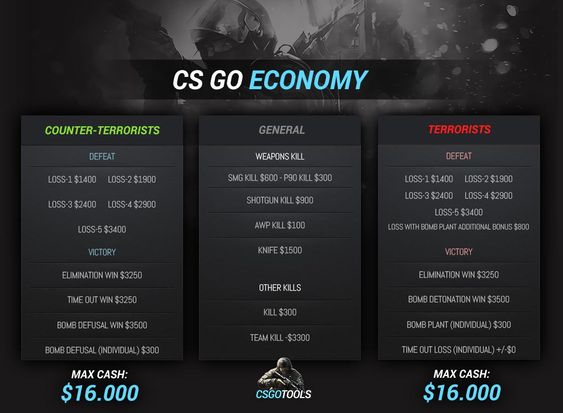 CS GO ECONOMY
COUNTER-TERRORISTS
DEFEAT
LOSS-1 $1400 LOSS-2 $1900
LOSS-3 $2400 LOSS-4 $2900
LOSS-5 $3400
VICTORY
ELIMINATION WIN $3250
TIME OUT WIN $3250
BOMB DEFUSAL WIN $3500
BOMB DEFUSAL (INDIVIDUAL) $300
MAX CASH:
$16.000
GENERAL
WEAPONS KILL
SMG KILL $600 - P90 KILL $300
SHOTGUN KILL $900
AWP KILL $100
KNIFE $1500
OTHER KILLS
KILL $300
TEAM KILL -$3300
CSGOTOOLS
TERRORISTS
DEFEAT
LOSS-1 $1400 LOSS-2 $1900
LOSS-3 $2400 LOSS-4 $2900
LOSS-5 $3400
LOSS WITH BOMB PLANT ADDITIONAL BONUS $800
VICTORY
ELIMINATION WIN $3250
BOMB DETONATION WIN $3500
BOMB PLANT (INDIVIDUAL) $300
TIME OUT LOSS (INDIVIDUAL) +/-$0
MAX CASH:
$16.000